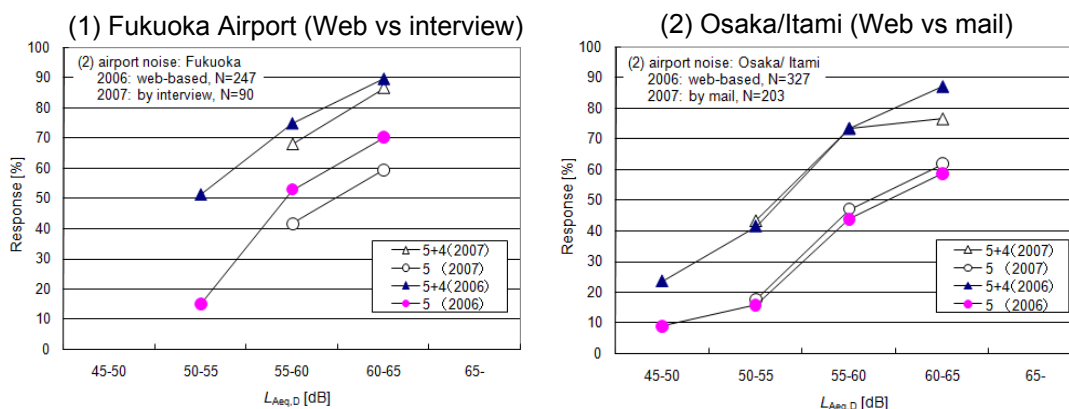 (1) Fukuoka Airport (Web vs interview)
100
90
80
70
60
50
40
30
20
10
0
Response [%]
(2) airport noise: Fukuoka
2006: web-based, N=247
2007: by interview, N=90
5+4(2007)
5 (2007)
5+4(2006)
5 (2006)
45-50 50-55 55-60 60-65 65-
LAeq,D [dB]
(2) Osaka/Itami (Web vs mail)
100
90
80
70
60
50
40
30
20
10
0
Response [%]
(2) airport noise: Osaka/ Itami
2006: web-based, N=327
2007: by mail, N=203
5+4(2007)
5 (2007)
5+4(2006)
5 (2006)
45-50 50-55 55-60 60-65 65-
LAeq,D [dB]